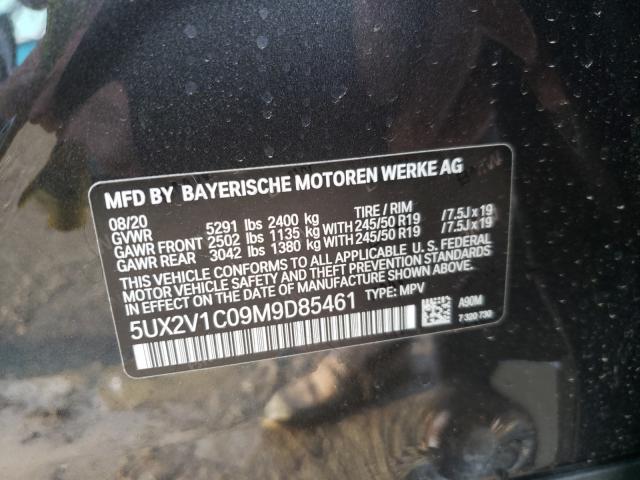 MFD BY BAYERISCHE MOTOREN WERKE AG
08/20 TIRE / RIM
GVWR 5291 lbs 2400 kg
GAWR FRONT 2502 lbs 1135 kg WITH 245/50 R19 /7.5J x 19
GAWR REAR 3042 lbs 1380 kg WITH 245/50 R19 /7.5J x 19
THIS VEHICLE CONFORMS TO ALL APPLICABLE U. S. FEDERAL
MOTOR VEHICLE SAFETY AND THEFT PREVENTION STANDARDS
IN EFFECT ON THE DATE OF MANUFACTURE SHOWN ABOVE.
5UX2V1C09M9D85461 TYPE: MPV A90M
7 320 730